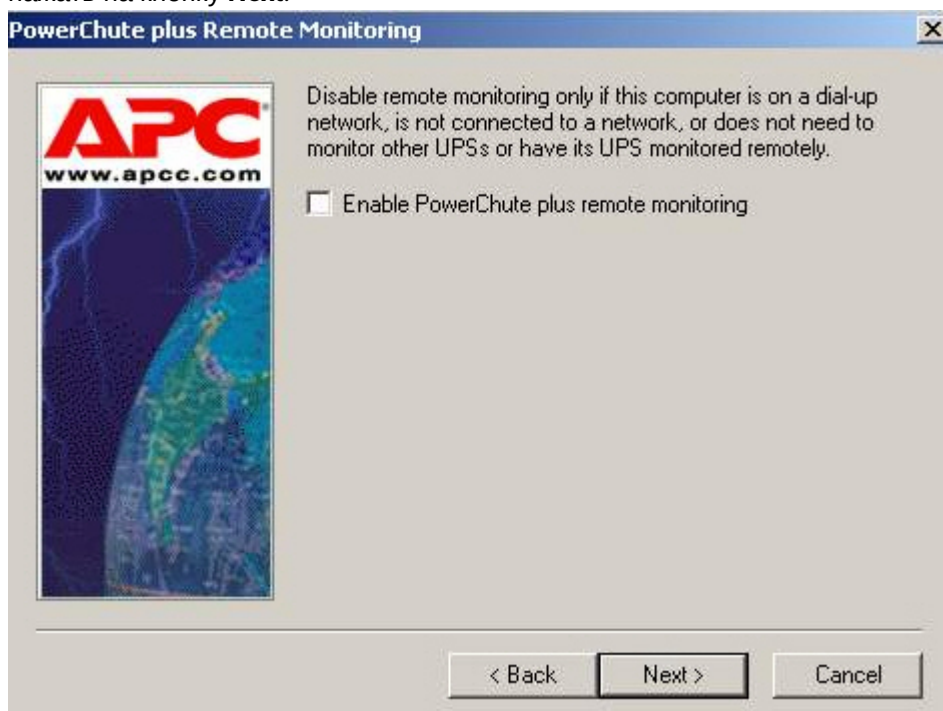 PowerChute plus Remote Monitoring
APC
www.apcc.com
Disable remote monitoring only if this computer is on a dial-up
network, is not connected to a network, or does not need to
monitor other UPSs or have its UPS monitored remotely.
Enable PowerChute plus remote monitoring
< Back
Next >
Cancel